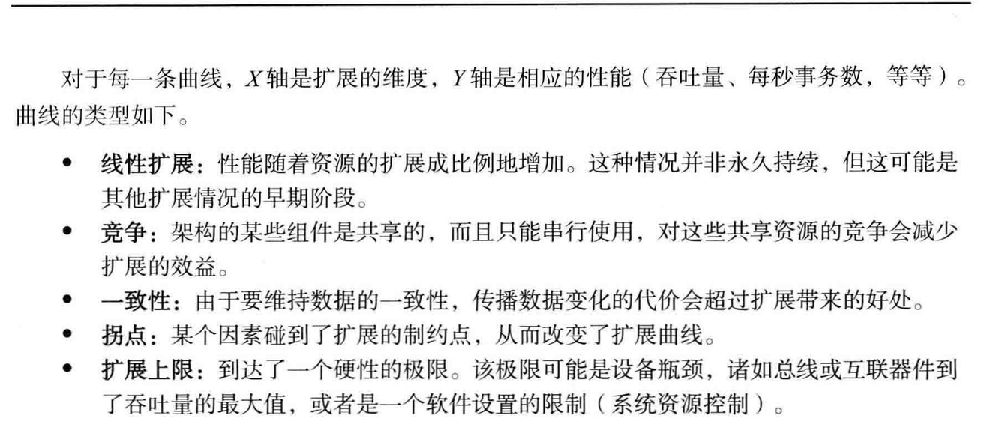 对于每一条曲线，X 轴是扩展的维度，Y 轴是相应的性能（吞吐量、每秒事务数，等等）。
曲线的类型如下。
● 线性扩展：性能随着资源的扩展成比例地增加。这种情况并非永久持续，但这可能是
其他扩展情况的早期阶段。
● 竞争：架构的某些组件是共享的，而且只能串行使用，对这些共享资源的竞争会减少
扩展的效益。
● 一致性：由于要维持数据的一致性，传播数据变化的代价会超过扩展带来的好处。
● 拐点：某个因素碰到了扩展的制约点，从而改变了扩展曲线。
● 扩展上限：到达了一个硬性的极限。该极限可能是设备瓶颈，诸如总线或互联器件到
了吞吐量的最大值，或者是一个软件设置的限制（系统资源控制）。